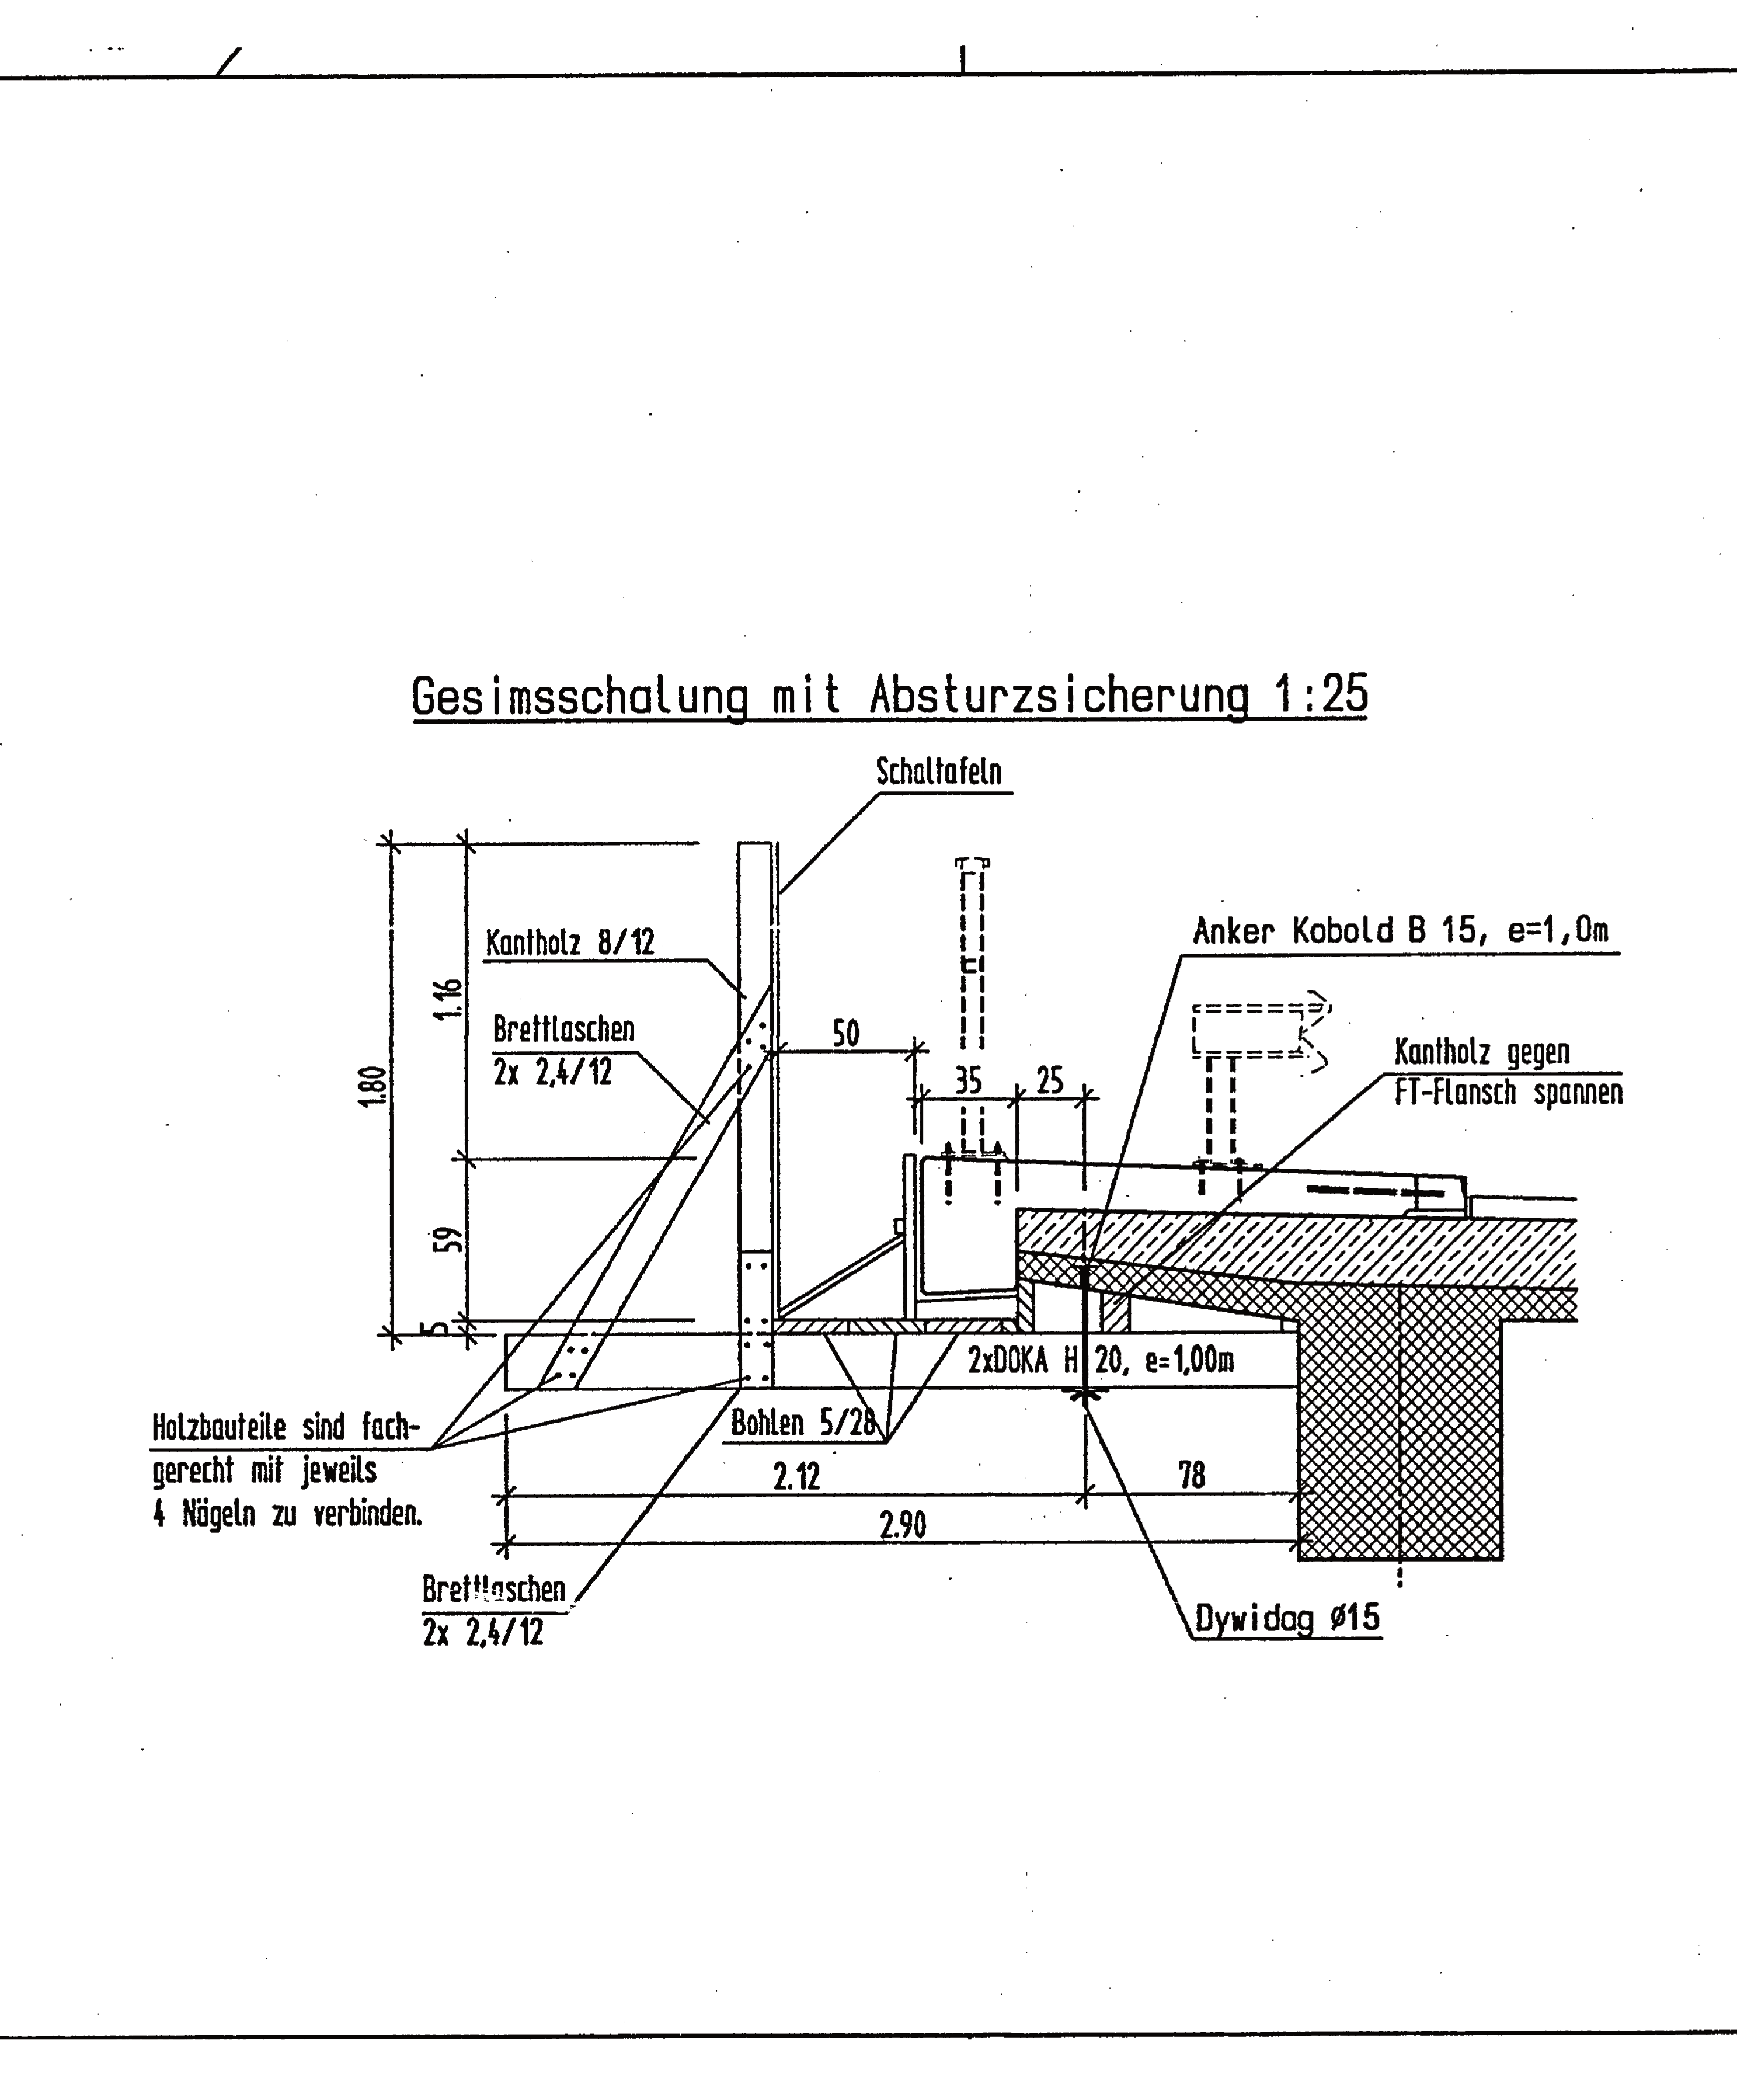 Gesimsschalung mit Absturzsicherung 1:25
Schaltafeln
Anker Kobold B 15, e=1,0m
Kantholz 8/12
1.16
Brettlaschen
2x 2,4/12
50
Kantholz gegen
FT-Flansch spannen
1.80
35
25
59
5
2xDOKA H 20, e=1,00m
Holzbauteile sind fach-
gerecht mit jeweils
4 Nägeln zu verbinden.
Bohlen 5/28
2.12
78
2.90
Brettlaschen
2x 2,4/12
Dywidag Ø15